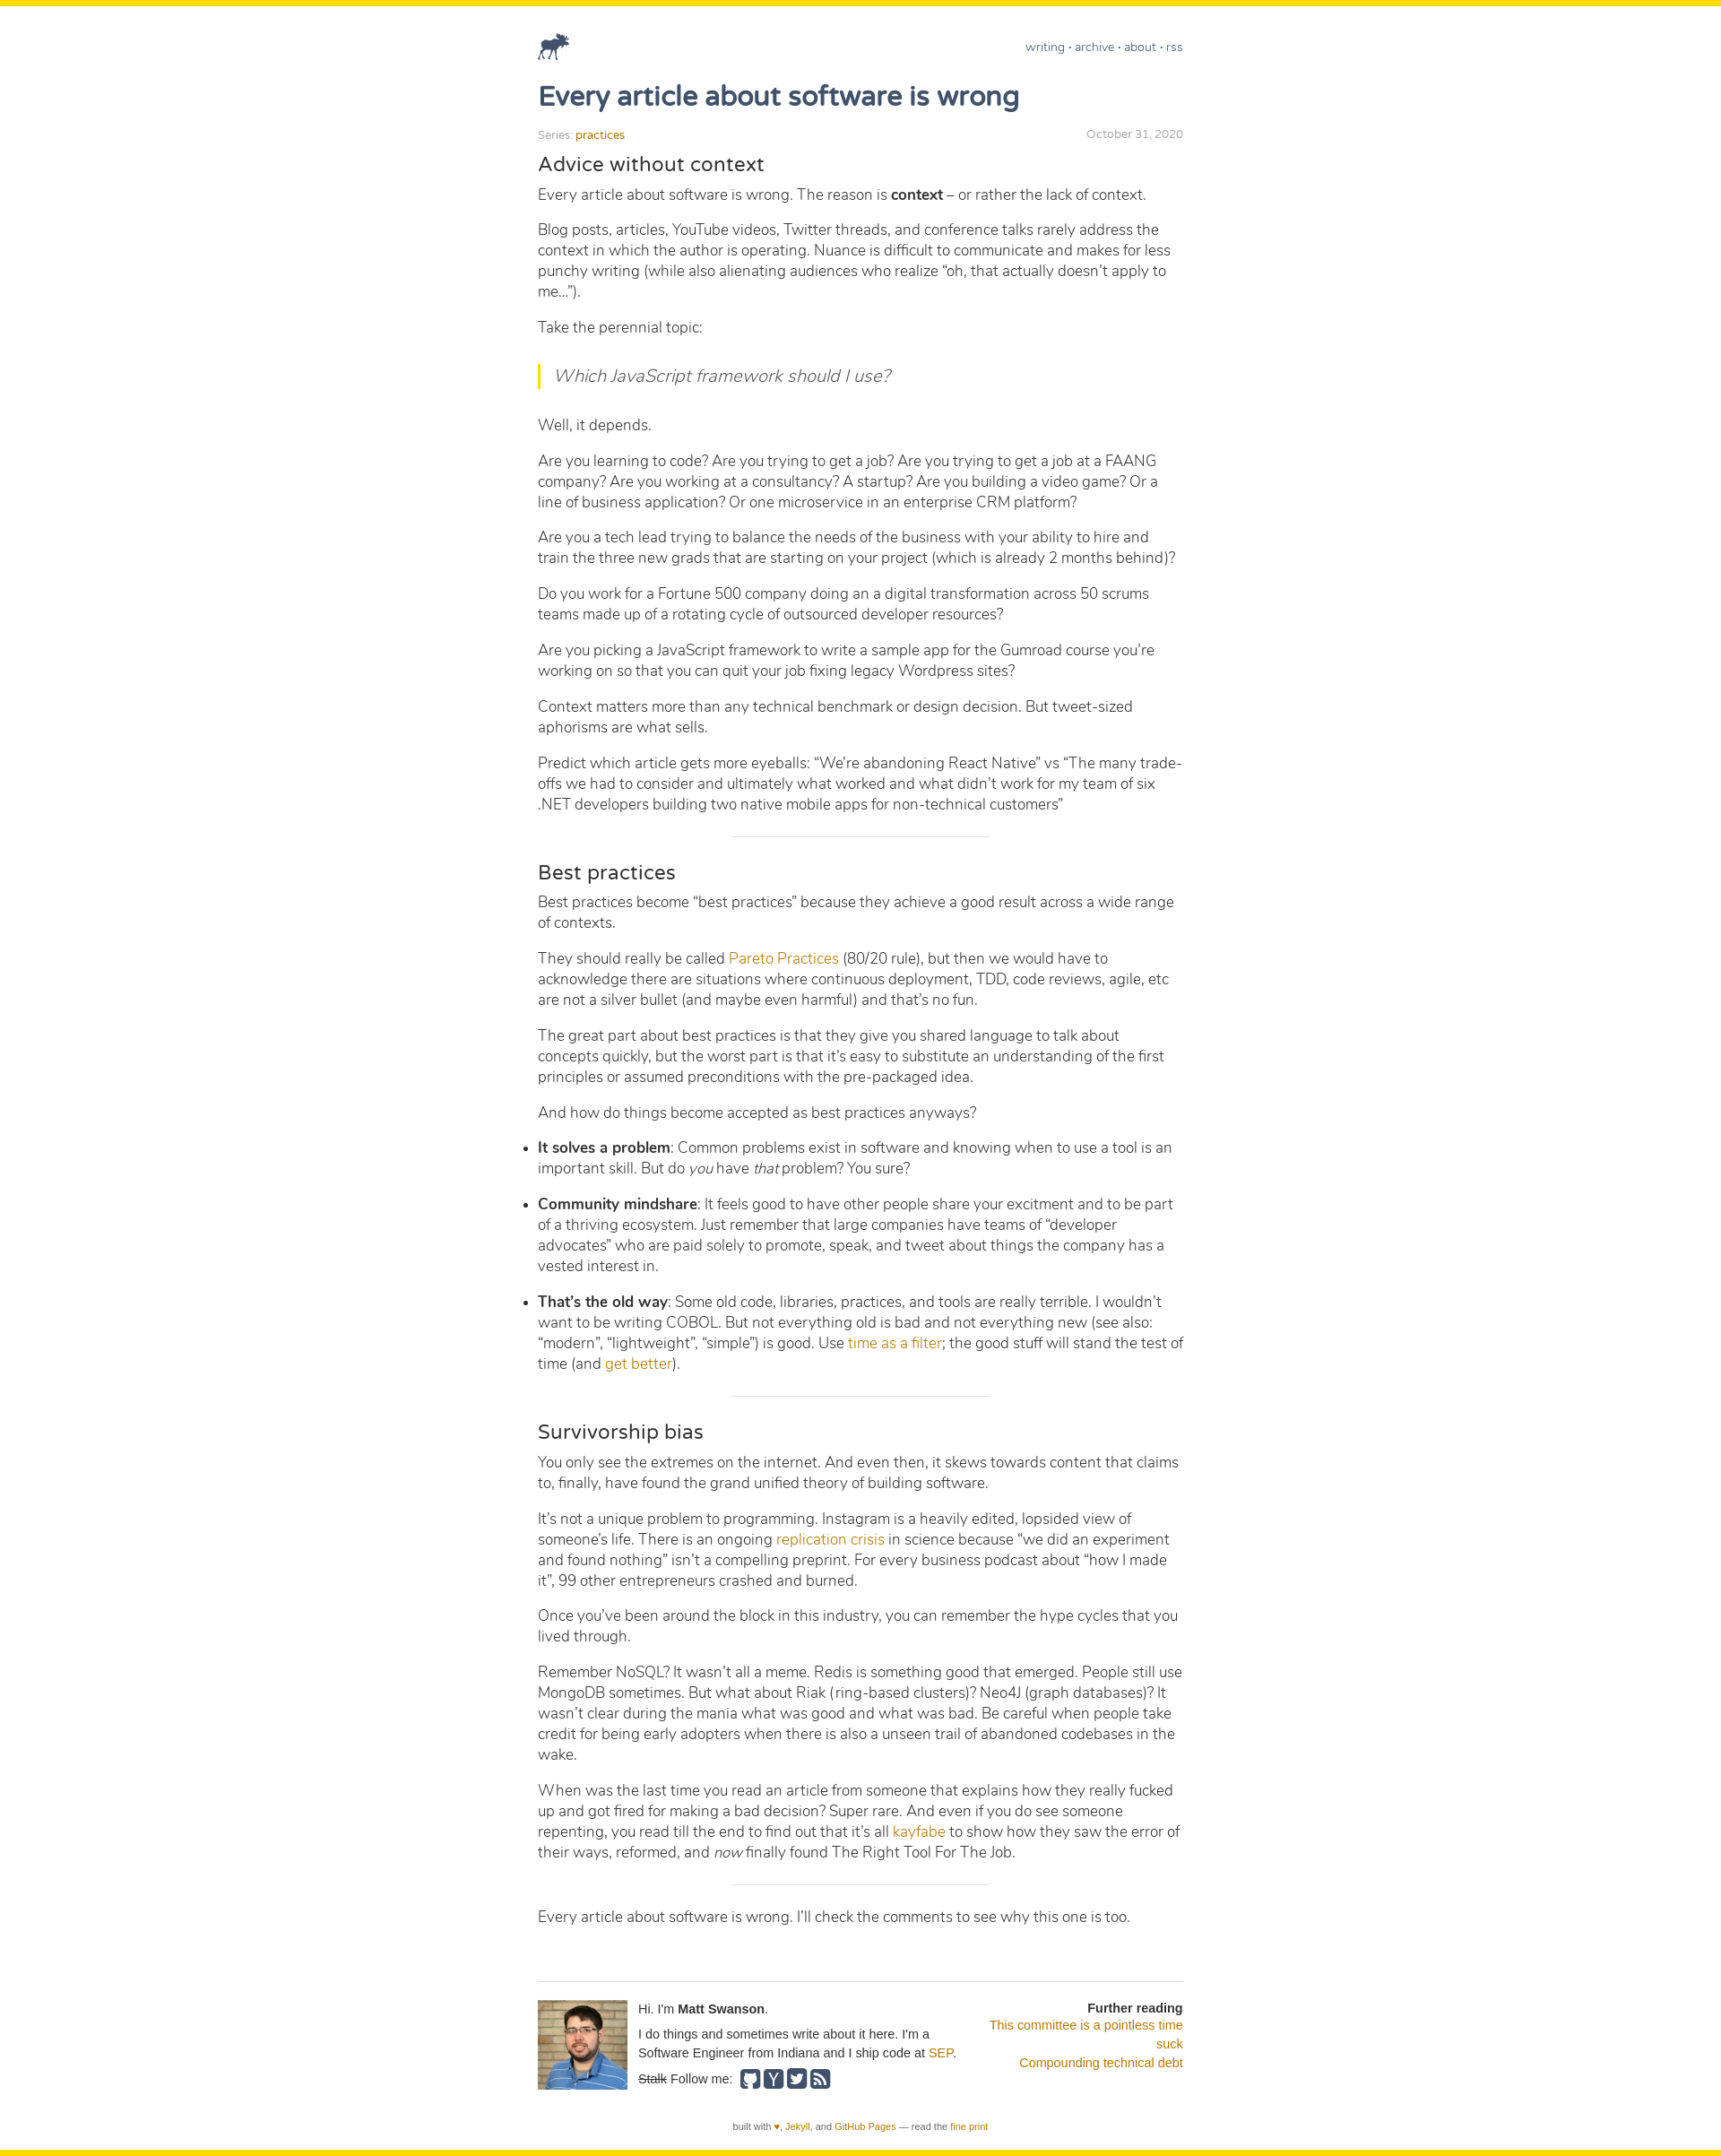 writing · archive · about · rss
Every article about software is wrong
Series: practices
October 31, 2020
Advice without context
Every article about software is wrong. The reason is context – or rather the lack of context.
Blog posts, articles, YouTube videos, Twitter threads, and conference talks rarely address the
context in which the author is operating. Nuance is difficult to communicate and makes for less
punchy writing (while also alienating audiences who realize “oh, that actually doesn’t apply to
me…”).
Take the perennial topic:
Which JavaScript framework should I use?
Well, it depends.
Are you learning to code? Are you trying to get a job? Are you trying to get a job at a FAANG
company? Are you working at a consultancy? A startup? Are you building a video game? Or a
line of business application? Or one microservice in an enterprise CRM platform?
Are you a tech lead trying to balance the needs of the business with your ability to hire and
train the three new grads that are starting on your project (which is already 2 months behind)?
Do you work for a Fortune 500 company doing an a digital transformation across 50 scrums
teams made up of a rotating cycle of outsourced developer resources?
Are you picking a JavaScript framework to write a sample app for the Gumroad course you’re
working on so that you can quit your job fixing legacy Wordpress sites?
Context matters more than any technical benchmark or design decision. But tweet-sized
aphorisms are what sells.
Predict which article gets more eyeballs: “We’re abandoning React Native” vs “The many trade-
offs we had to consider and ultimately what worked and what didn’t work for my team of six
.NET developers building two native mobile apps for non-technical customers”
Best practices
Best practices become “best practices” because they achieve a good result across a wide range
of contexts.
They should really be called Pareto Practices (80/20 rule), but then we would have to
acknowledge there are situations where continuous deployment, TDD, code reviews, agile, etc
are not a silver bullet (and maybe even harmful) and that’s no fun.
The great part about best practices is that they give you shared language to talk about
concepts quickly, but the worst part is that it’s easy to substitute an understanding of the first
principles or assumed preconditions with the pre-packaged idea.
And how do things become accepted as best practices anyways?
• It solves a problem: Common problems exist in software and knowing when to use a tool is an
important skill. But do you have that problem? You sure?
• Community mindshare: It feels good to have other people share your excitment and to be part
of a thriving ecosystem. Just remember that large companies have teams of “developer
advocates” who are paid solely to promote, speak, and tweet about things the company has a
vested interest in.
• That’s the old way: Some old code, libraries, practices, and tools are really terrible. I wouldn’t
want to be writing COBOL. But not everything old is bad and not everything new (see also:
“modern”, “lightweight”, “simple”) is good. Use time as a filter; the good stuff will stand the test of
time (and get better).
Survivorship bias
You only see the extremes on the internet. And even then, it skews towards content that claims
to, finally, have found the grand unified theory of building software.
It’s not a unique problem to programming. Instagram is a heavily edited, lopsided view of
someone’s life. There is an ongoing replication crisis in science because “we did an experiment
and found nothing” isn’t a compelling preprint. For every business podcast about “how I made
it”, 99 other entrepreneurs crashed and burned.
Once you’ve been around the block in this industry, you can remember the hype cycles that you
lived through.
Remember NoSQL? It wasn’t all a meme. Redis is something good that emerged. People still use
MongoDB sometimes. But what about Riak (ring-based clusters)? Neo4J (graph databases)? It
wasn’t clear during the mania what was good and what was bad. Be careful when people take
credit for being early adopters when there is also a unseen trail of abandoned codebases in the
wake.
When was the last time you read an article from someone that explains how they really fucked
up and got fired for making a bad decision? Super rare. And even if you do see someone
repenting, you read till the end to find out that it’s all kayfabe to show how they saw the error of
their ways, reformed, and now finally found The Right Tool For The Job.
Every article about software is wrong. I’ll check the comments to see why this one is too.
Hi. I'm Matt Swanson.
I do things and sometimes write about it here. I'm a
Software Engineer from Indiana and I ship code at SEP.
Stalk Follow me:
Further reading
This committee is a pointless time
suck
Compounding technical debt
built with ♥, Jekyll, and GitHub Pages — read the fine print